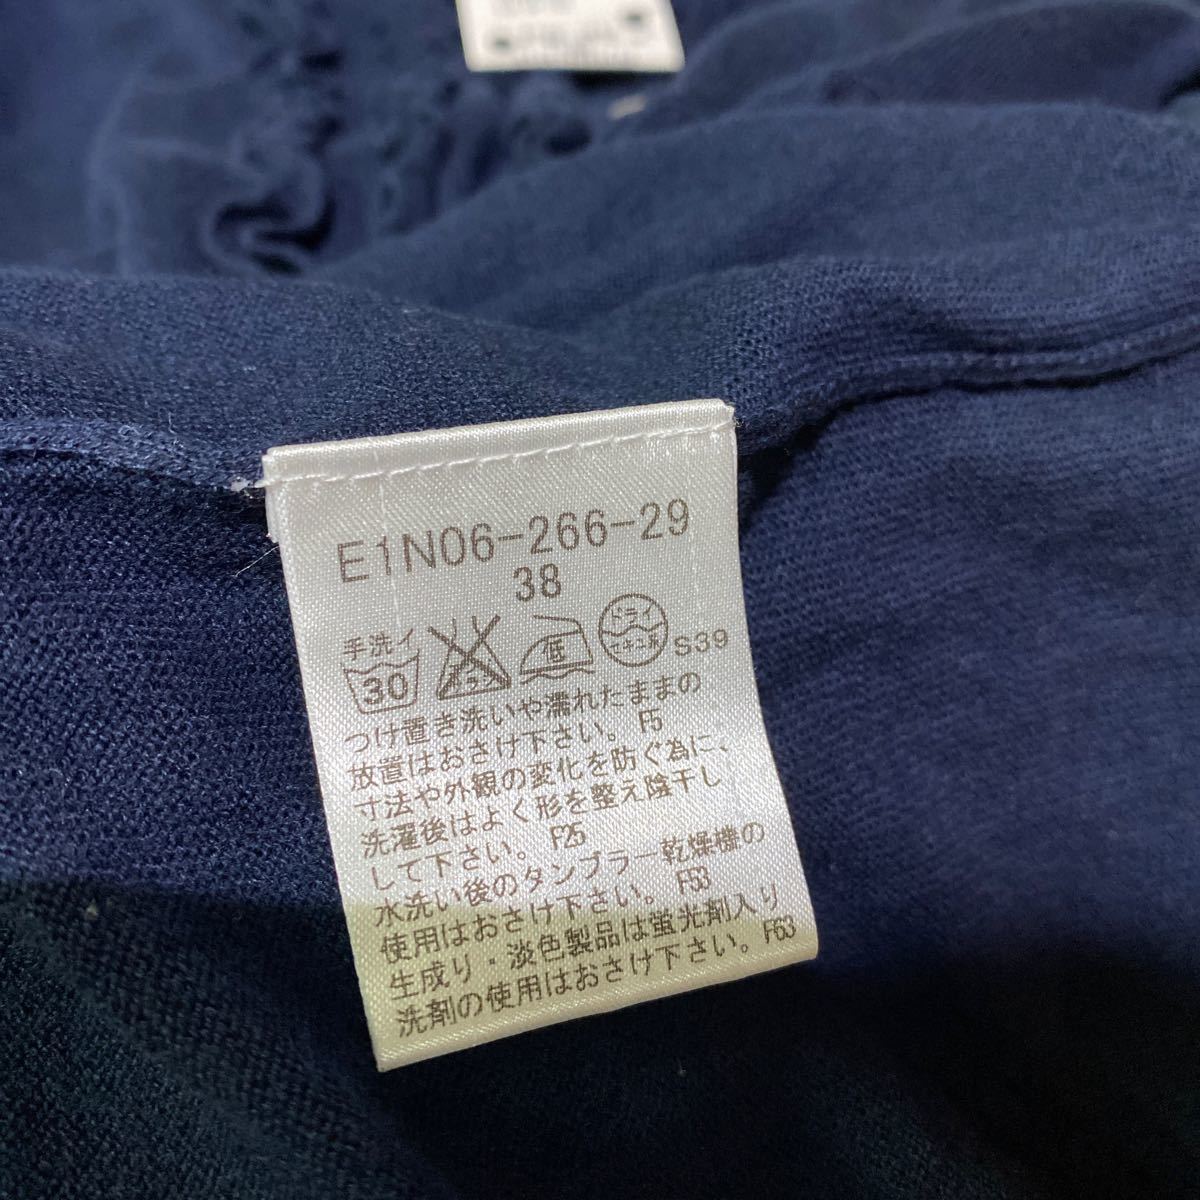 E1N06-266-29
38
手洗イ
30
低
ドライ
セキユ系
S39
つけ置き洗いや濡れたままの
放置はおさけ下さい。F5
寸法や外観の変化を防ぐ為に、
洗濯後はよく形を整え陰干し
して下さい。F25
水洗い後のタンブラー乾燥機の
使用はおさけ下さい。F53
生成り・淡色製品は蛍光剤入り
洗剤の使用はおさけ下さい。F63